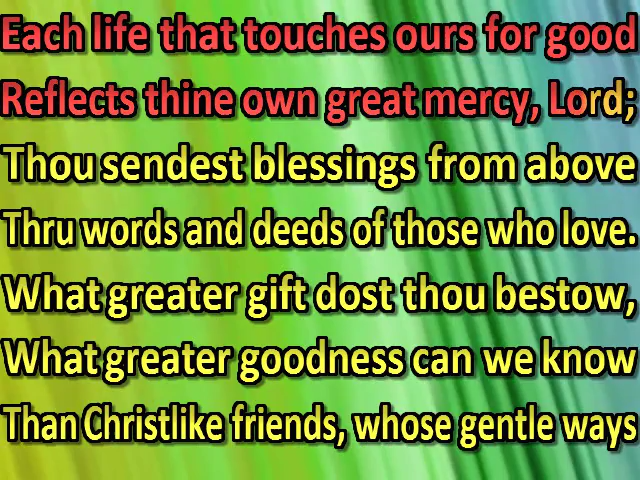 Each life that touches ours for good
Reflects thine own great mercy, Lord;
Thou sendest blessings from above
Thru words and deeds of those who love.
What greater gift dost thou bestow,
What greater goodness can we know
Than Christlike friends, whose gentle ways